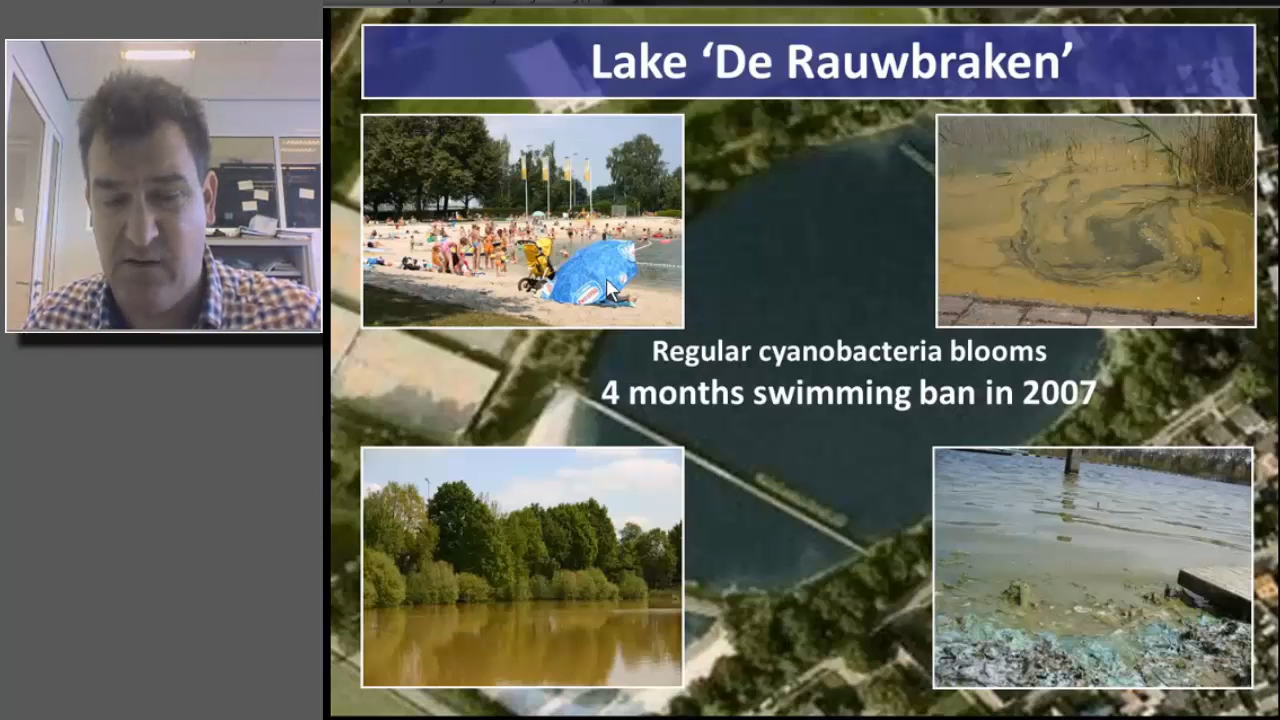 Lake ‘De Rauwbraken’
Regular cyanobacteria blooms
4 months swimming ban in 2007